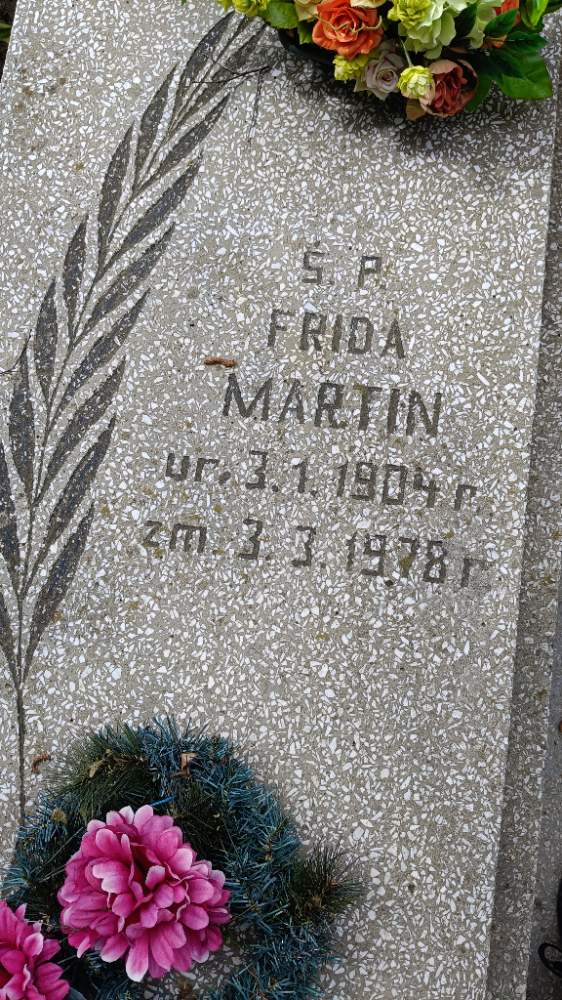 Ś. P.
FRIDA
MARTIN
ur. 3.1.1904 r.
zm. 3.3.1978 r.